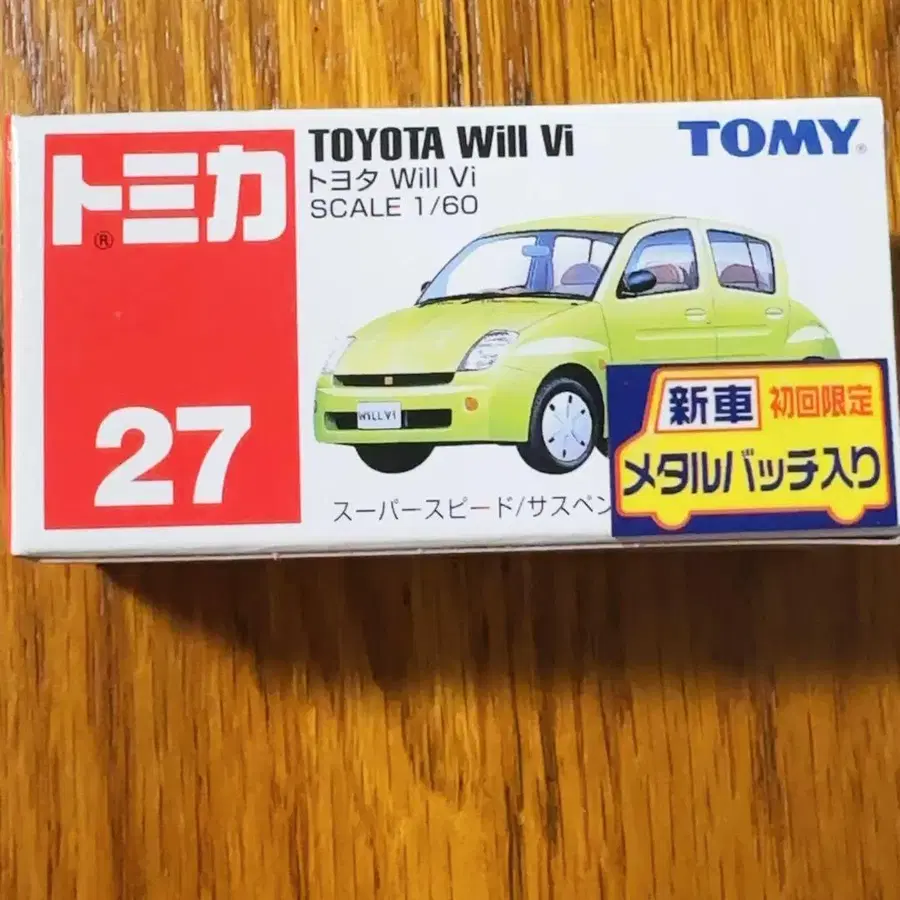 トミカ®
27
TOYOTA Will Vi
トヨタ Will Vi
SCALE 1/60
TOMY®
WiLL Vi
スーパースピード/サスペン
新車 初回限定
メタルバッチ入り